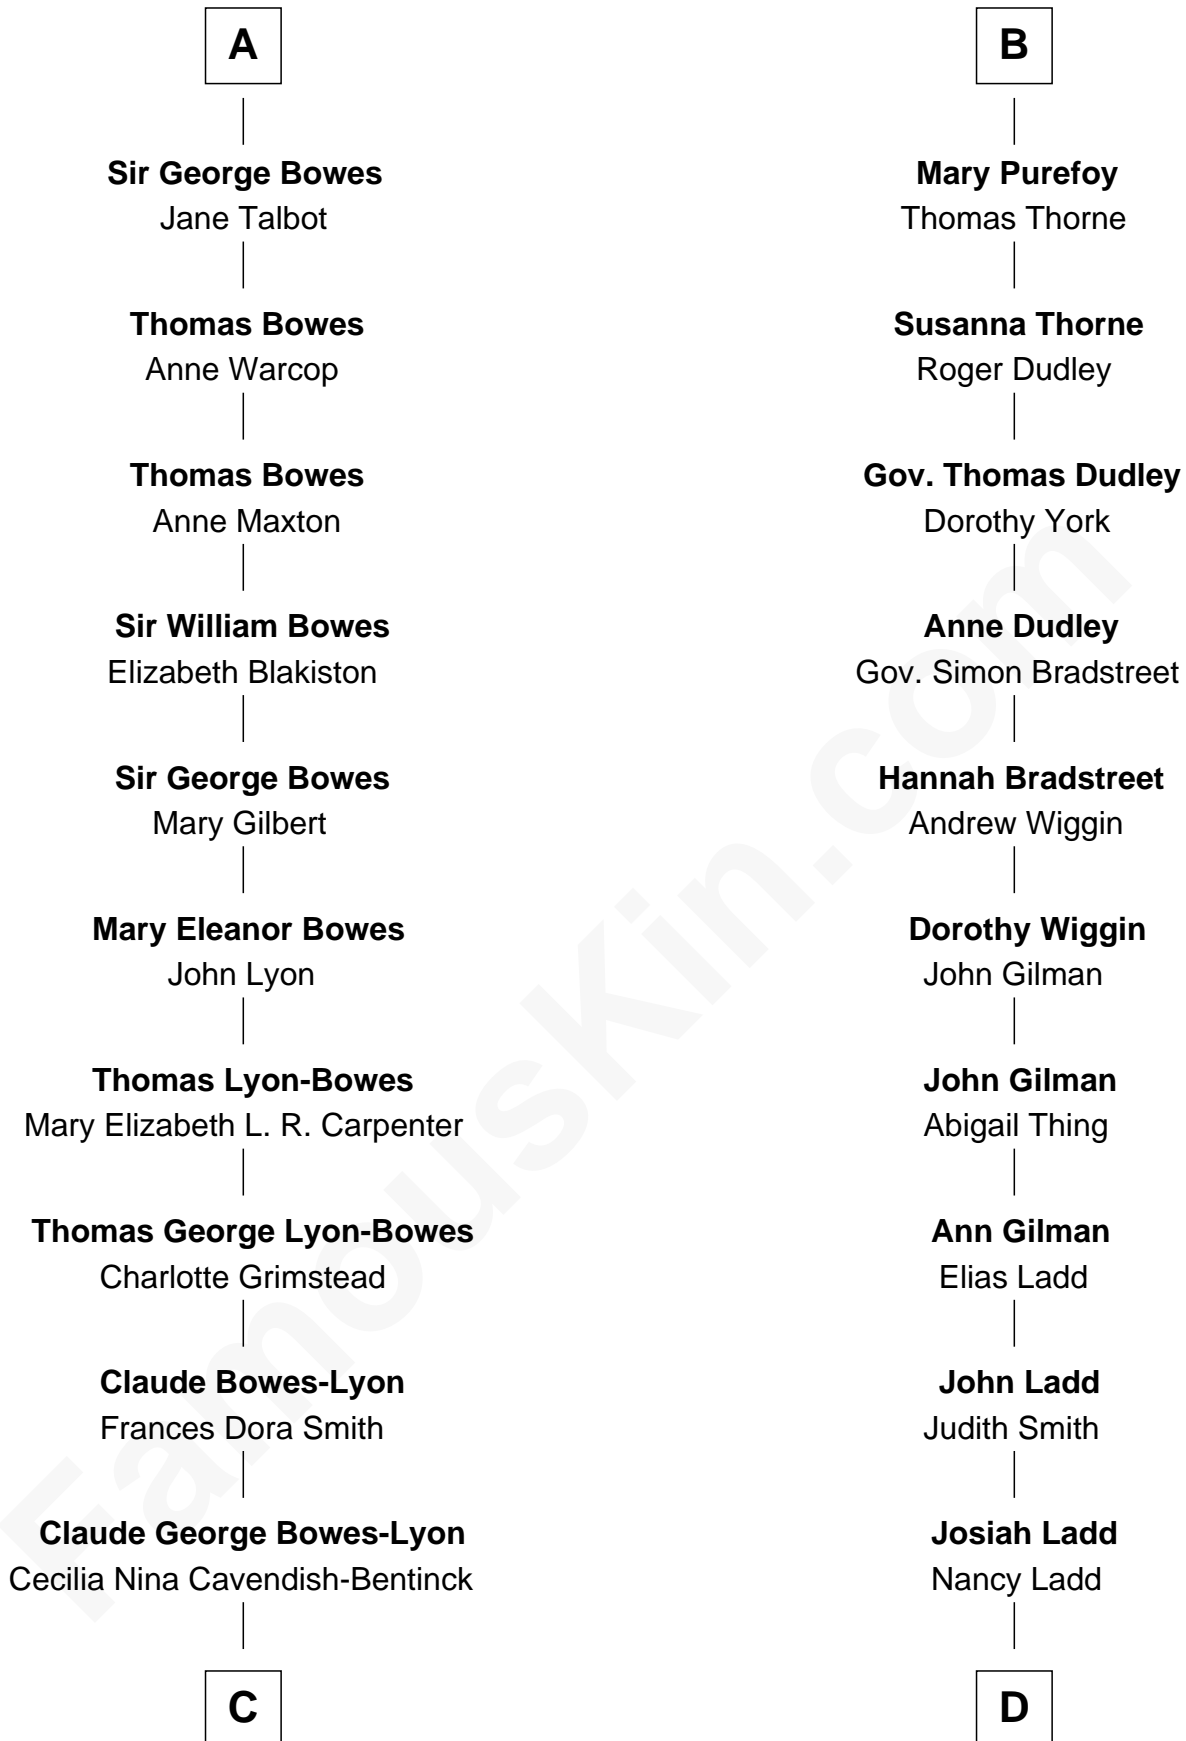 A
Sir George Bowes
Jane Talbot
Thomas Bowes
Anne Warcop
Thomas Bowes
Anne Maxton
Sir William Bowes
Elizabeth Blakiston
Sir George Bowes
Mary Gilbert
Mary Eleanor Bowes
John Lyon
Thomas Lyon-Bowes
Mary Elizabeth L. R. Carpenter
Thomas George Lyon-Bowes
Charlotte Grimstead
Claude Bowes-Lyon
Frances Dora Smith
Claude George Bowes-Lyon
Cecilia Nina Cavendish-Bentinck
C
B
Mary Purefoy
Thomas Thorne
Susanna Thorne
Roger Dudley
Gov. Thomas Dudley
Dorothy York
Anne Dudley
Gov. Simon Bradstreet
Hannah Bradstreet
Andrew Wiggin
Dorothy Wiggin
John Gilman
John Gilman
Abigail Thing
Ann Gilman
Elias Ladd
John Ladd
Judith Smith
Josiah Ladd
Nancy Ladd
D
FamousKin.com